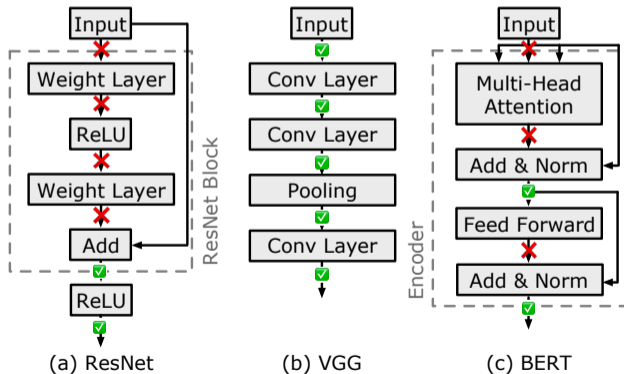 Input
Weight Layer
ReLU
Weight Layer
Add
ReLU
ResNet Block
(a) ResNet
Input
Conv Layer
Conv Layer
Pooling
Conv Layer
(b) VGG
Input
Multi-Head
Attention
Add & Norm
Feed Forward
Add & Norm
Encoder
(c) BERT